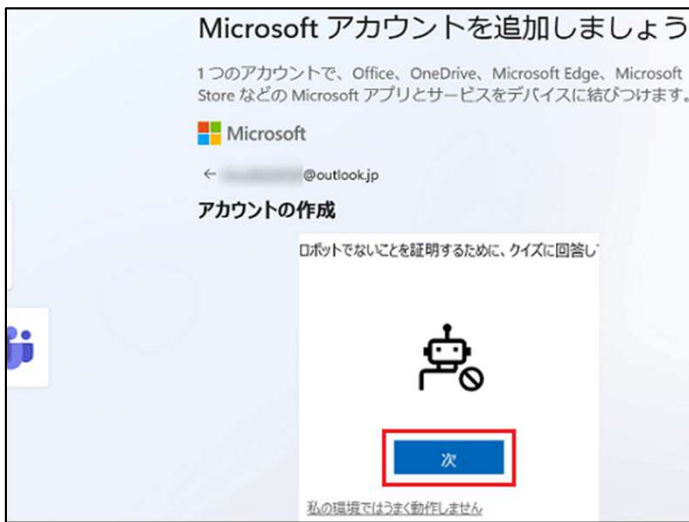 Microsoft アカウントを追加しましょう
1 つのアカウントで、Office、OneDrive、Microsoft Edge、Microsoft
Store などの Microsoft アプリとサービスをデバイスに結びつけます。
Microsoft
← @outlook.jp
アカウントの作成
ロボットでないことを証明するために、クイズに回答し
次
私の環境ではうまく動作しません